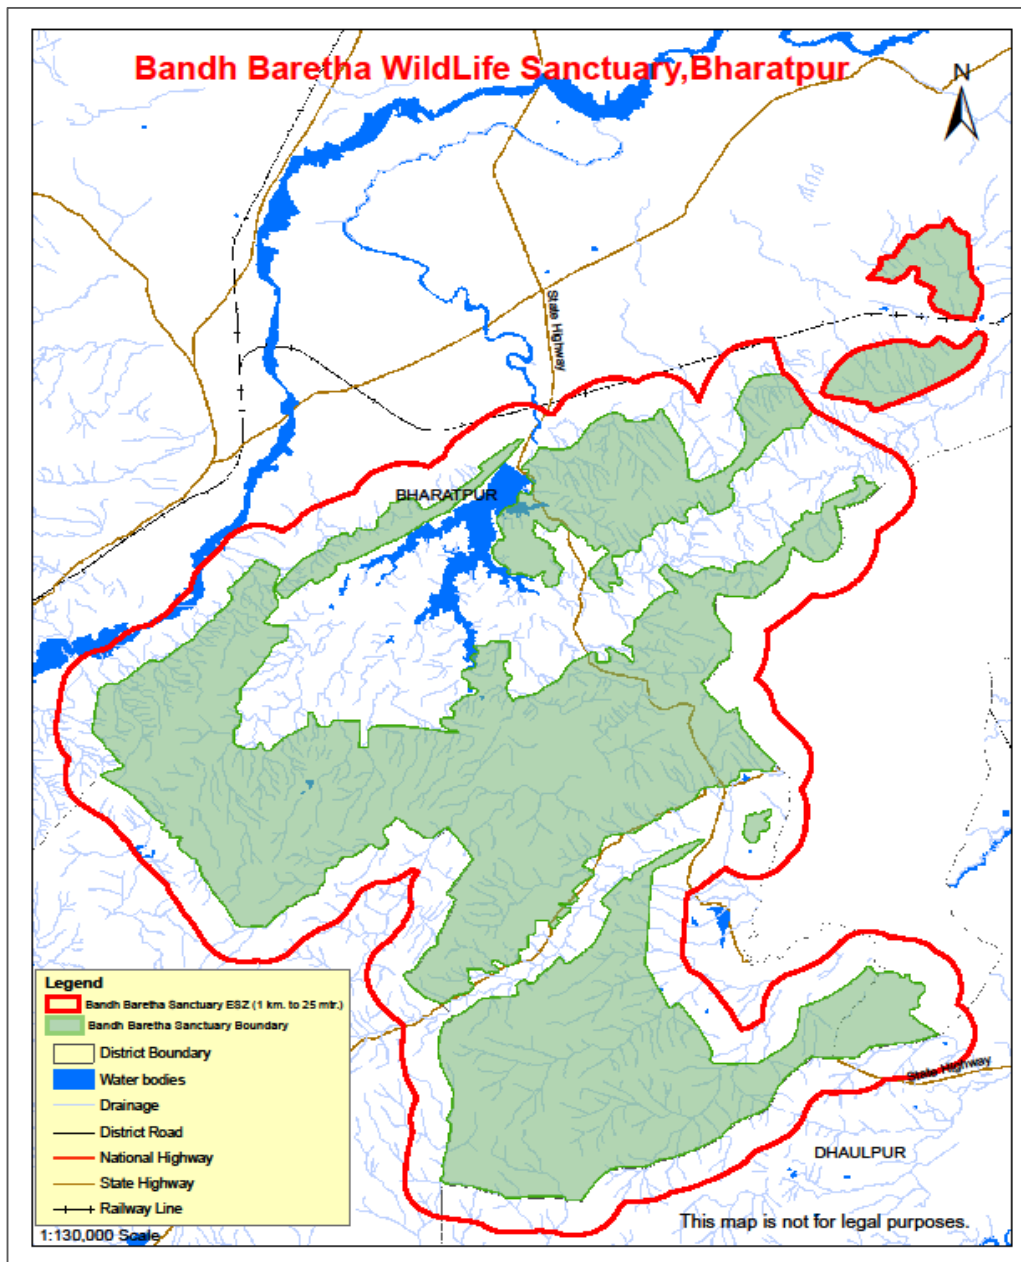 Bandh Baretha WildLife Sanctuary,Bharatpur
N
State Highway
BHARATPUR
Legend
Bandh Baretha Sanctuary ESZ (1 km. to 25 mtr.)
Bandh Baretha Sanctuary Boundary
District Boundary
Water bodies
Drainage
District Road
National Highway
State Highway
Railway Line
1:130,000 Scale
State Highway
DHAULPUR
This map is not for legal purposes.